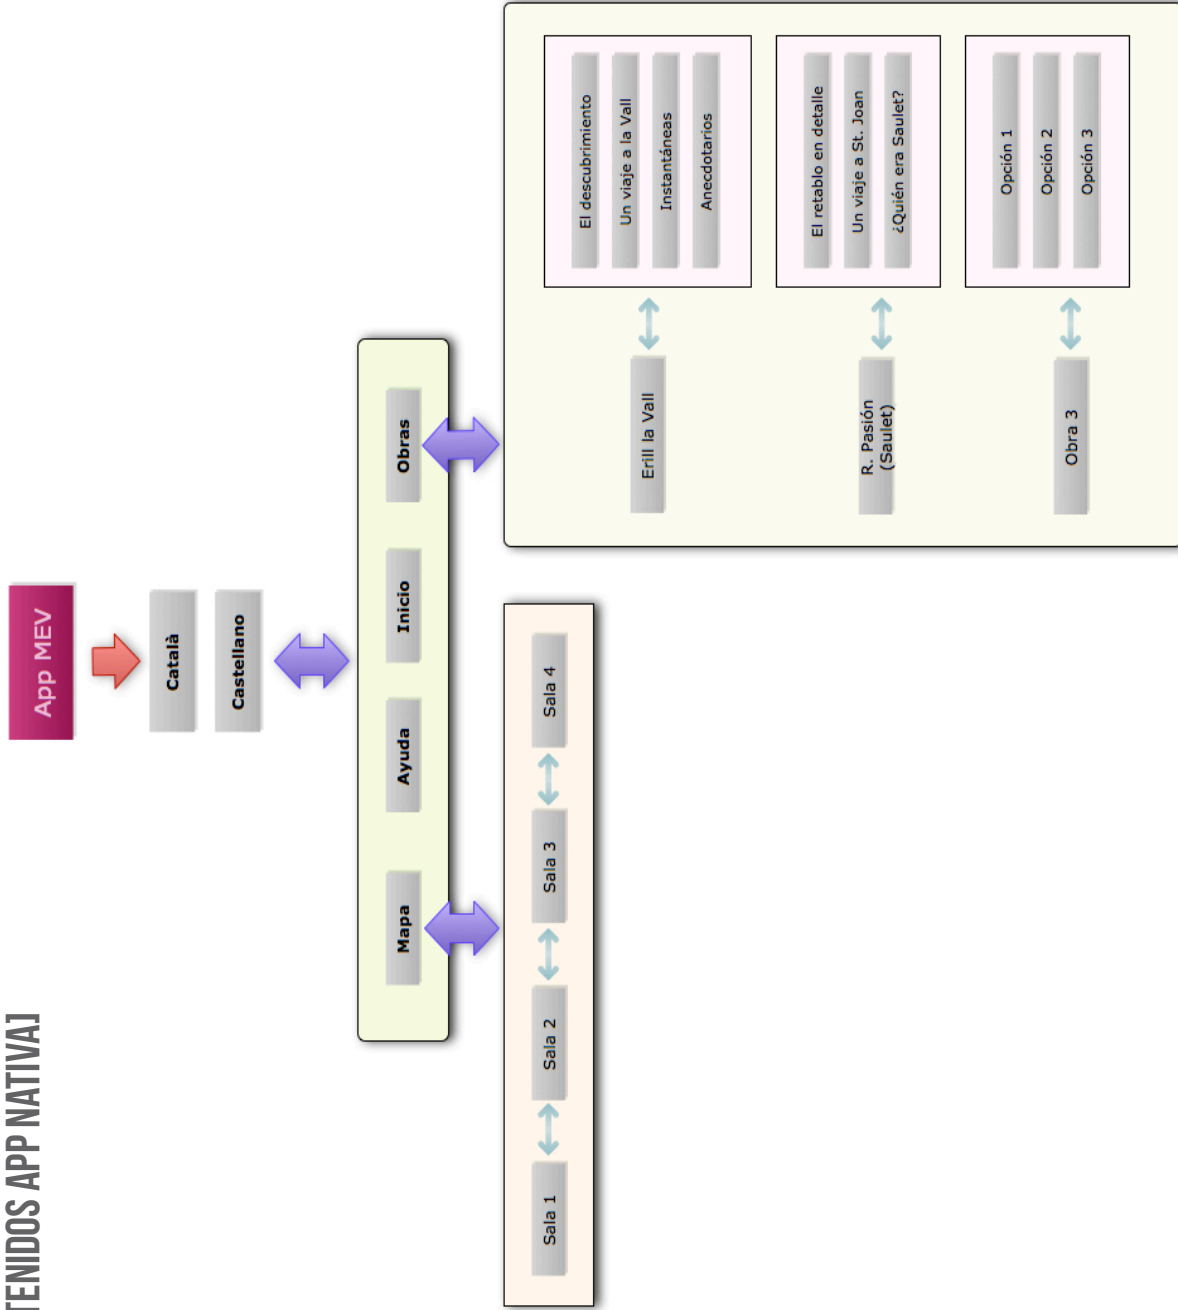 TENIDOS APP NATIVA]
App MEV
Català
Castellano
Mapa
Ayuda
Inicio
Obras
Sala 1
Sala 2
Sala 3
Sala 4
Erill la Vall
El descubrimiento
Un viaje a la Vall
Instantáneas
Anecdotarios
R. Pasión
(Saulet)
El retablo en detalle
Un viaje a St. Joan
¿Quién era Saulet?
Obra 3
Opción 1
Opción 2
Opción 3